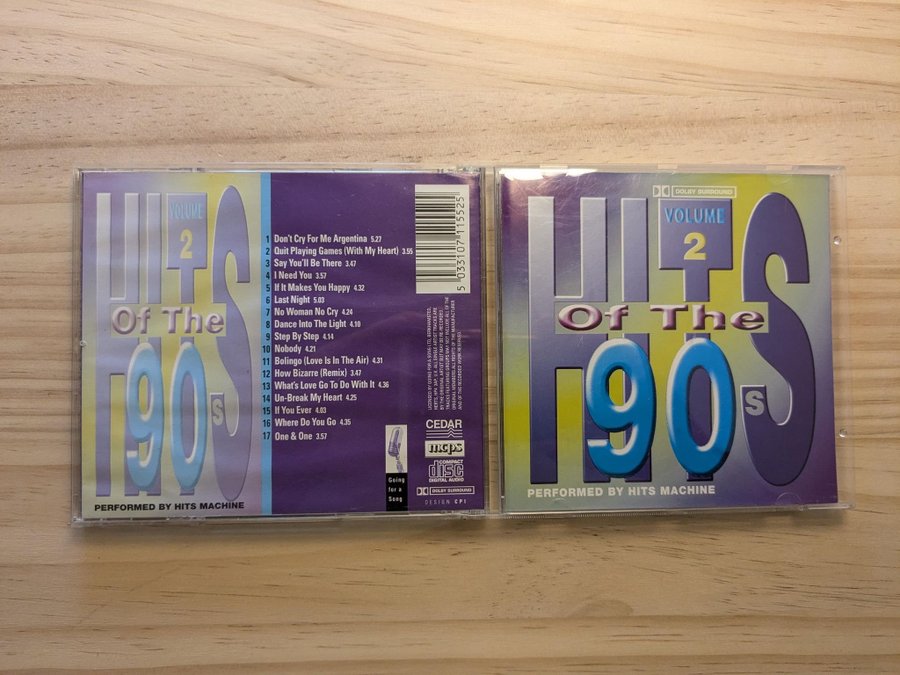 HITS
VOLUME
2
Of The
90s
PERFORMED BY HITS MACHINE
1 Don't Cry For Me Argentina 5.27
2 Quit Playing Games (With My Heart) 3.55
3 Say You'll Be There 3.47
4 I Need You 3.57
5 If It Makes You Happy 4.32
6 Last Night 5.03
7 No Woman No Cry 4.24
8 Dance Into The Light 4.10
9 Step By Step 4.14
10 Nobody 4.21
11 Bolingo (Love Is In The Air) 4.31
12 How Bizarre (Remix) 3.47
13 What's Love Go To Do With It 4.36
14 Un-Break My Heart 4.25
15 If You Ever 4.03
16 Where Do You Go 4.35
17 One & One 3.57
5 033107 115525
CEDAR
mcps
COMPACT
disc
DIGITAL AUDIO
DOLBY SURROUND
DESIGN CP1
Going
for a
Song
DOLBY SURROUND
HITS
VOLUME
2
Of The
90s
PERFORMED BY HITS MACHINE